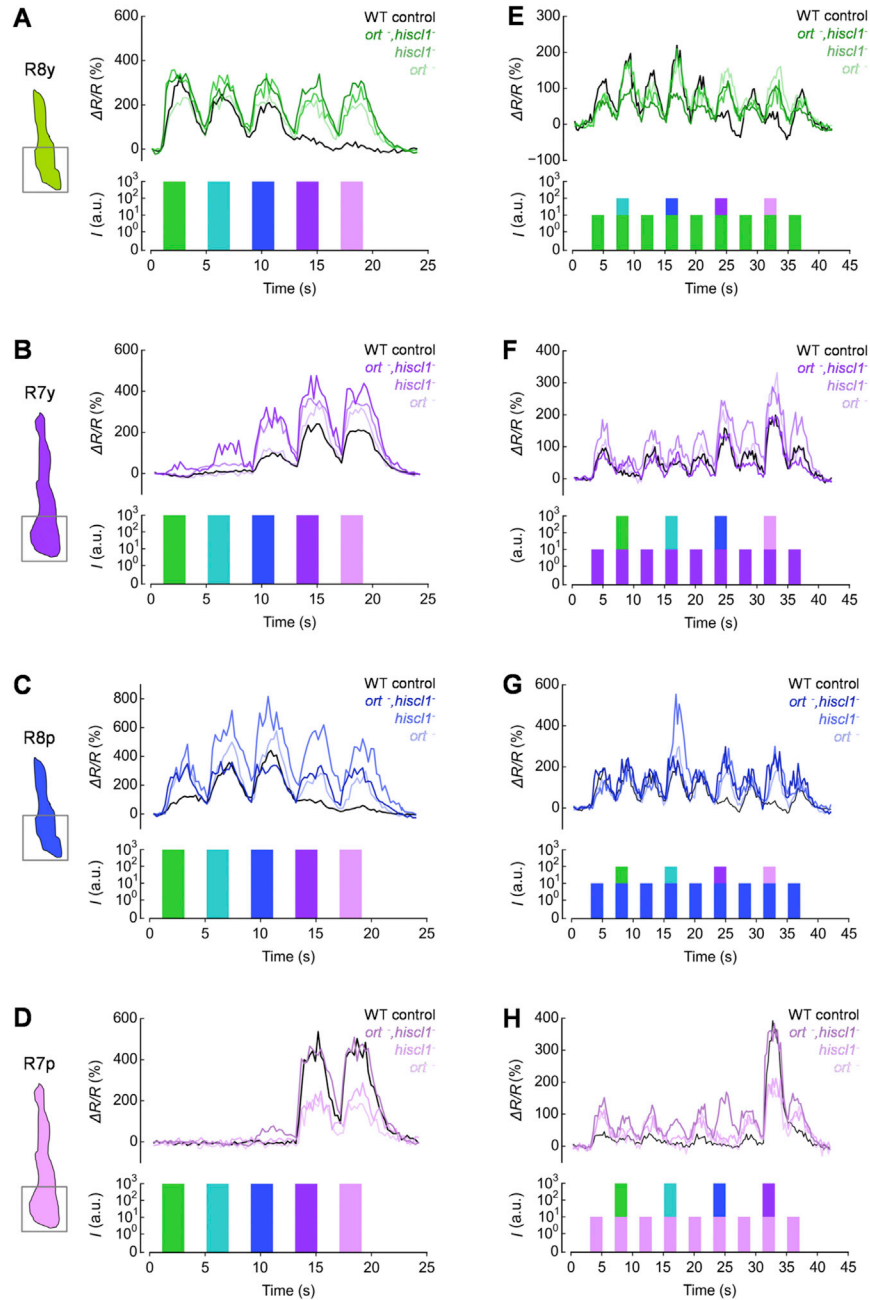 A
R8y
600
400
200
0
ΔR/R (%)
WT control
ort ⁻,hiscl1⁻
hiscl1⁻
ort ⁻
10³
10²
10¹
10⁰
0
I (a.u.)
0 5 10 15 20 25
Time (s)
E
300
200
100
0
−100
ΔR/R (%)
WT control
ort ⁻,hiscl1⁻
hiscl1⁻
ort ⁻
10³
10²
10¹
10⁰
0
I (a.u.)
0 5 10 15 20 25 30 35 45
Time (s)
B
R7y
600
400
200
0
ΔR/R (%)
WT control
ort ⁻,hiscl1⁻
hiscl1⁻
ort ⁻
10³
10²
10¹
10⁰
0
I (a.u.)
0 5 10 15 20 25
Time (s)
F
400
300
200
100
0
ΔR/R (%)
WT control
ort ⁻,hiscl1⁻
hiscl1⁻
ort ⁻
10³
10²
10¹
10⁰
0
(a.u.)
0 5 10 15 20 25 30 35 45
Time (s)
C
R8p
800
600
400
200
0
ΔR/R (%)
WT control
ort ⁻,hiscl1⁻
hiscl1⁻
ort ⁻
10³
10²
10¹
10⁰
0
I (a.u.)
0 5 10 15 20 25
Time (s)
G
600
400
200
0
ΔR/R (%)
WT control
ort ⁻,hiscl1⁻
hiscl1⁻
ort ⁻
10³
10²
10¹
10⁰
0
I (a.u.)
0 5 10 15 20 25 30 35 45
Time (s)
D
R7p
600
400
200
0
ΔR/R (%)
WT control
ort ⁻,hiscl1⁻
hiscl1⁻
ort ⁻
10³
10²
10¹
10⁰
0
I (a.u.)
0 5 10 15 20 25
Time (s)
H
400
300
200
100
0
ΔR/R (%)
WT control
ort ⁻,hiscl1⁻
hiscl1⁻
ort ⁻
10³
10²
10¹
10⁰
0
I (a.u.)
0 5 10 15 20 25 30 35 45
Time (s)